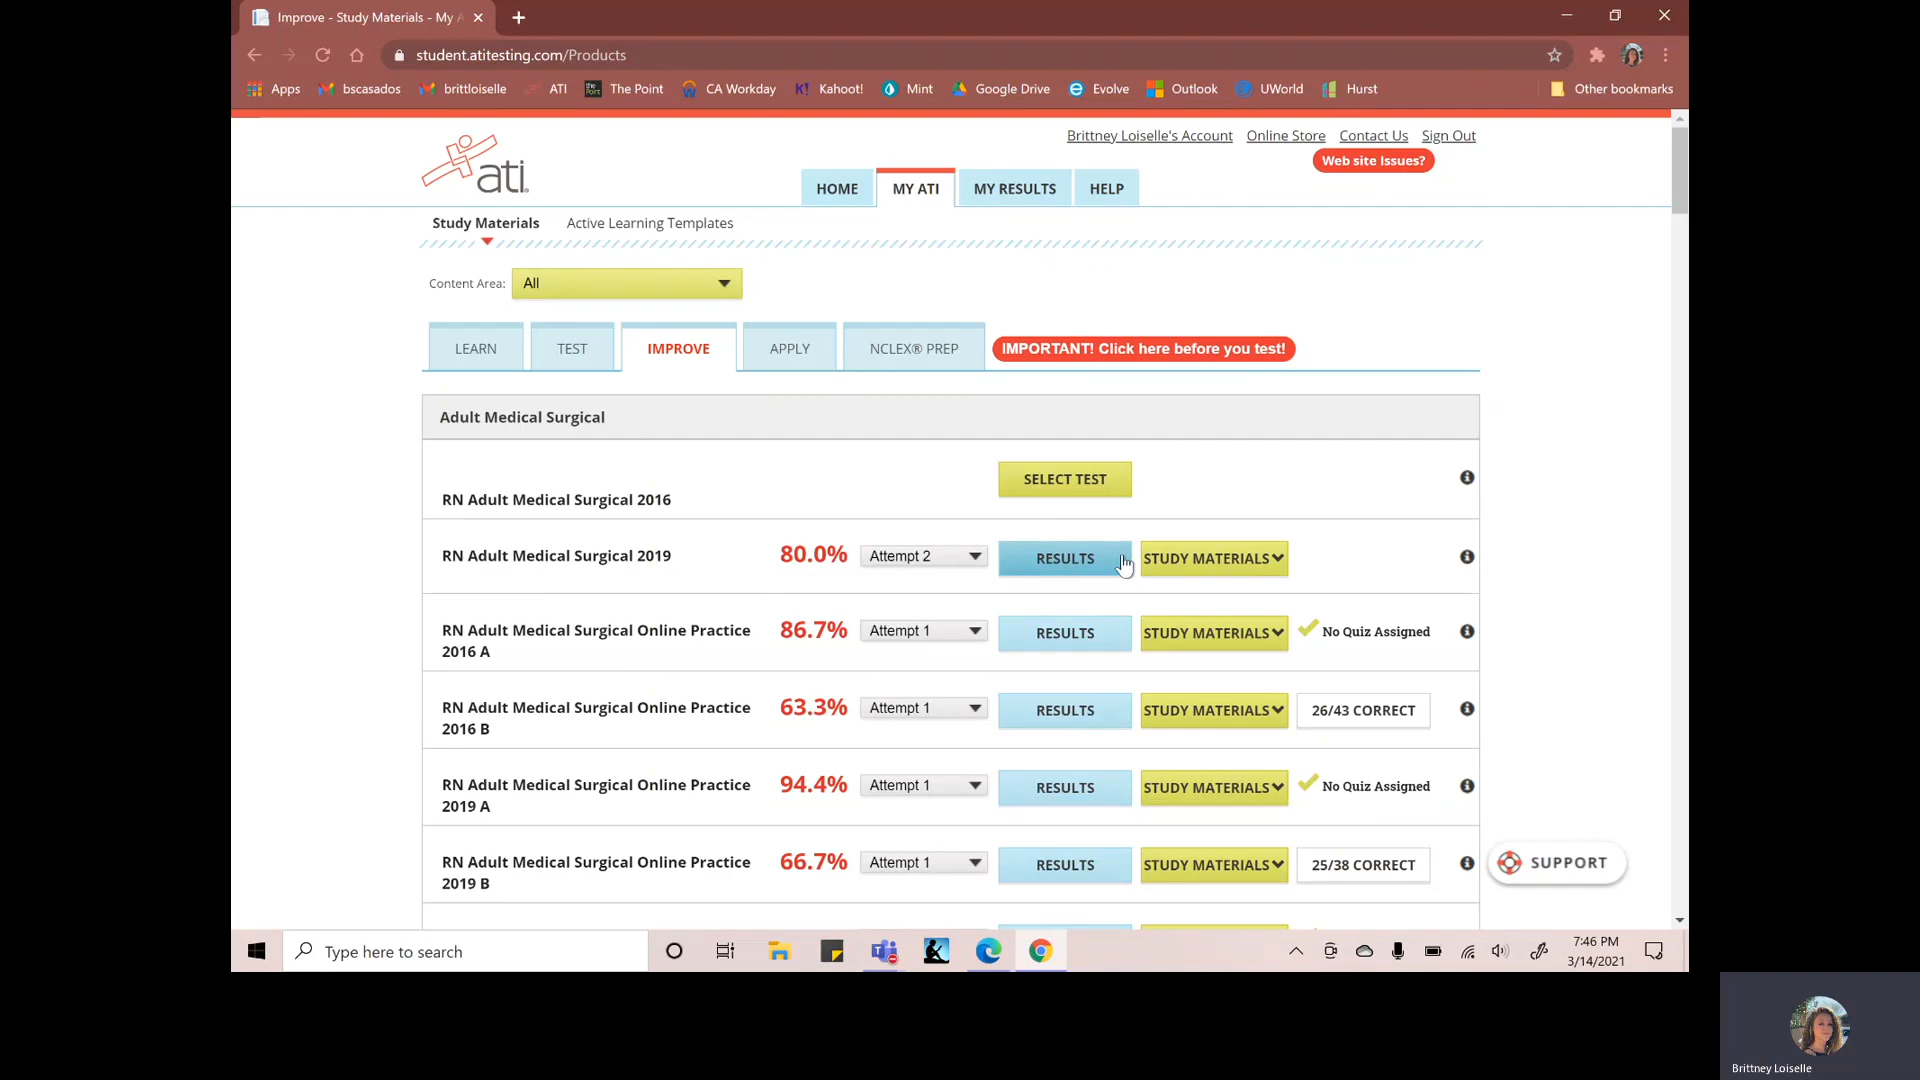 Improve - Study Materials - My A
student.atitesting.com/Products
Apps bscasados brittloiselle ATI The Point CA Workday Kahoot! Mint Google Drive Evolve Outlook UWorld Hurst Other bookmarks
Brittney Loiselle's Account Online Store Contact Us Sign Out
Web site Issues?
ati
HOME MY ATI MY RESULTS HELP
Study Materials Active Learning Templates
Content Area: All
LEARN TEST IMPROVE APPLY NCLEX® PREP IMPORTANT! Click here before you test!
Adult Medical Surgical
SELECT TEST
RN Adult Medical Surgical 2016
RN Adult Medical Surgical 2019 80.0% Attempt 2 RESULTS STUDY MATERIALS
RN Adult Medical Surgical Online Practice 86.7% Attempt 1 RESULTS STUDY MATERIALS No Quiz Assigned
2016 A
RN Adult Medical Surgical Online Practice 63.3% Attempt 1 RESULTS STUDY MATERIALS 26/43 CORRECT
2016 B
RN Adult Medical Surgical Online Practice 94.4% Attempt 1 RESULTS STUDY MATERIALS No Quiz Assigned
2019 A
RN Adult Medical Surgical Online Practice 66.7% Attempt 1 RESULTS STUDY MATERIALS 25/38 CORRECT
2019 B
SUPPORT
Type here to search
7:46 PM
3/14/2021
Brittney Loiselle